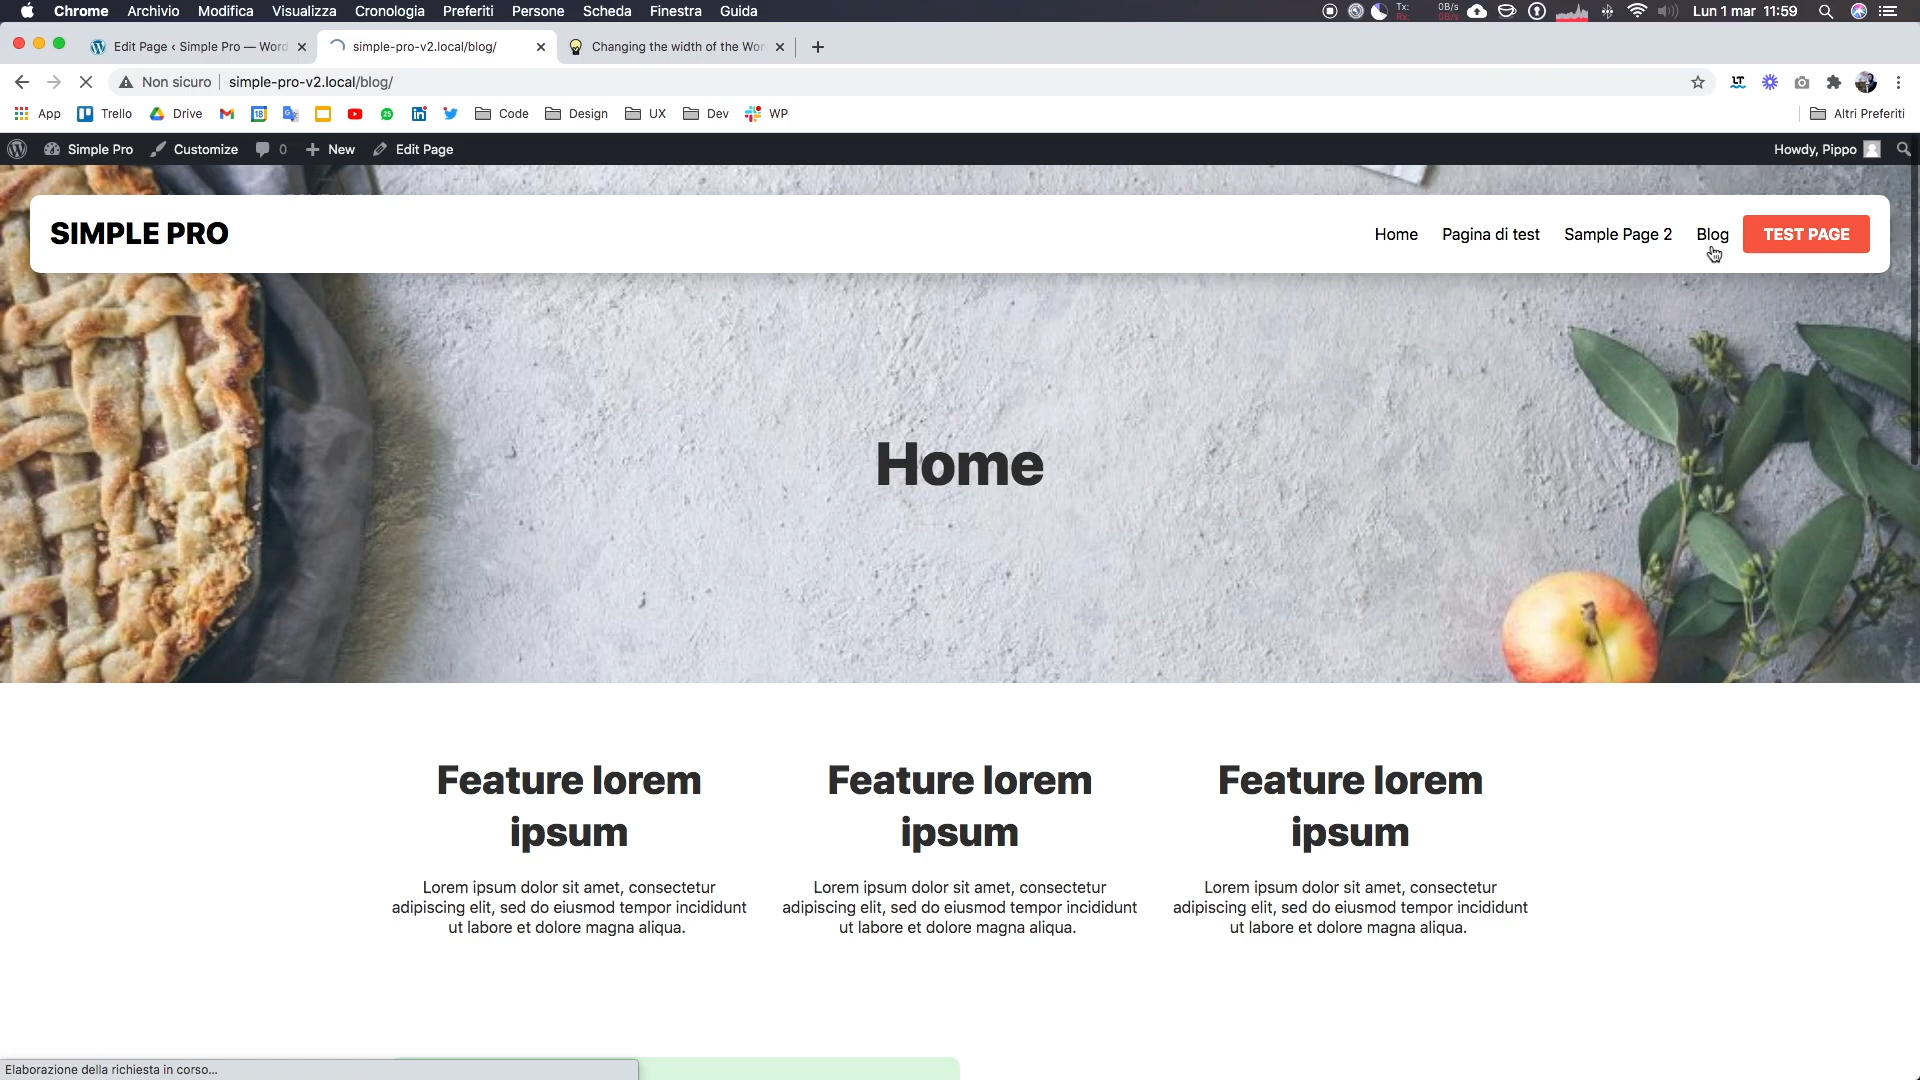 Chrome Archivio Modifica Visualizza Cronologia Preferiti Persone Scheda Finestra Guida
Tx: 0B/s
Rx: 0B/s
Lun 1 mar 11:59
Edit Page ‹ Simple Pro — Word
simple-pro-v2.local/blog/
Changing the width of the Wor
Non sicuro simple-pro-v2.local/blog/
App Trello Drive 18 25 Code Design UX Dev WP Altri Preferiti
Simple Pro Customize 0 New Edit Page Howdy, Pippo
SIMPLE PRO
Home Pagina di test Sample Page 2 Blog TEST PAGE
Home
Feature lorem
ipsum
Lorem ipsum dolor sit amet, consectetur
adipiscing elit, sed do eiusmod tempor incididunt
ut labore et dolore magna aliqua.
Feature lorem
ipsum
Lorem ipsum dolor sit amet, consectetur
adipiscing elit, sed do eiusmod tempor incididunt
ut labore et dolore magna aliqua.
Feature lorem
ipsum
Lorem ipsum dolor sit amet, consectetur
adipiscing elit, sed do eiusmod tempor incididunt
ut labore et dolore magna aliqua.
Elaborazione della richiesta in corso...